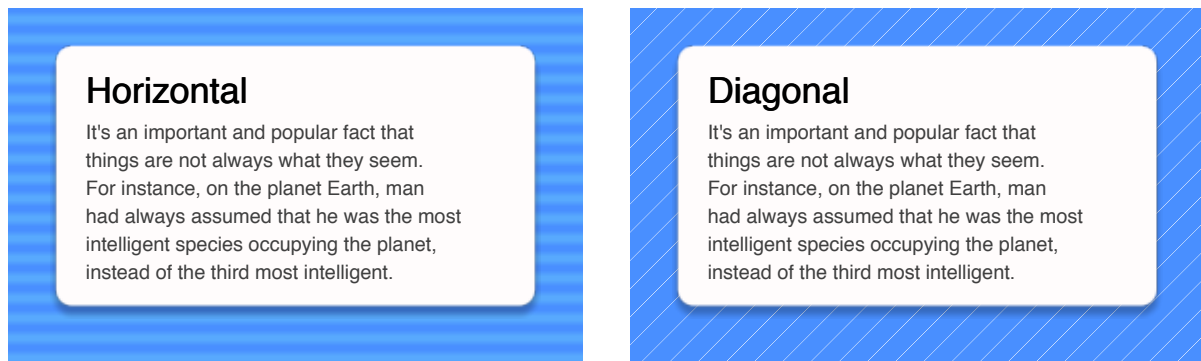 Horizontal
It's an important and popular fact that
things are not always what they seem.
For instance, on the planet Earth, man
had always assumed that he was the most
intelligent species occupying the planet,
instead of the third most intelligent.
Diagonal
It's an important and popular fact that
things are not always what they seem.
For instance, on the planet Earth, man
had always assumed that he was the most
intelligent species occupying the planet,
instead of the third most intelligent.